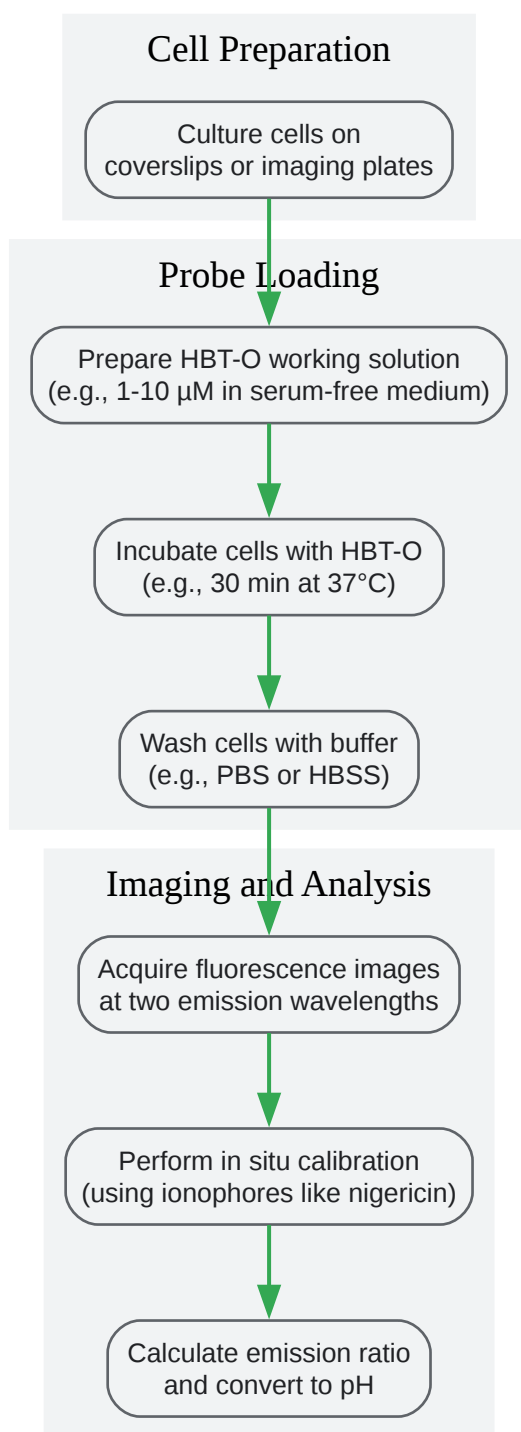 Cell Preparation
Culture cells on
coverslips or imaging plates
Probe Loading
Prepare HBT-O working solution
(e.g., 1-10 µM in serum-free medium)
Incubate cells with HBT-O
(e.g., 30 min at 37°C)
Wash cells with buffer
(e.g., PBS or HBSS)
Imaging and Analysis
Acquire fluorescence images
at two emission wavelengths
Perform in situ calibration
(using ionophores like nigericin)
Calculate emission ratio
and convert to pH